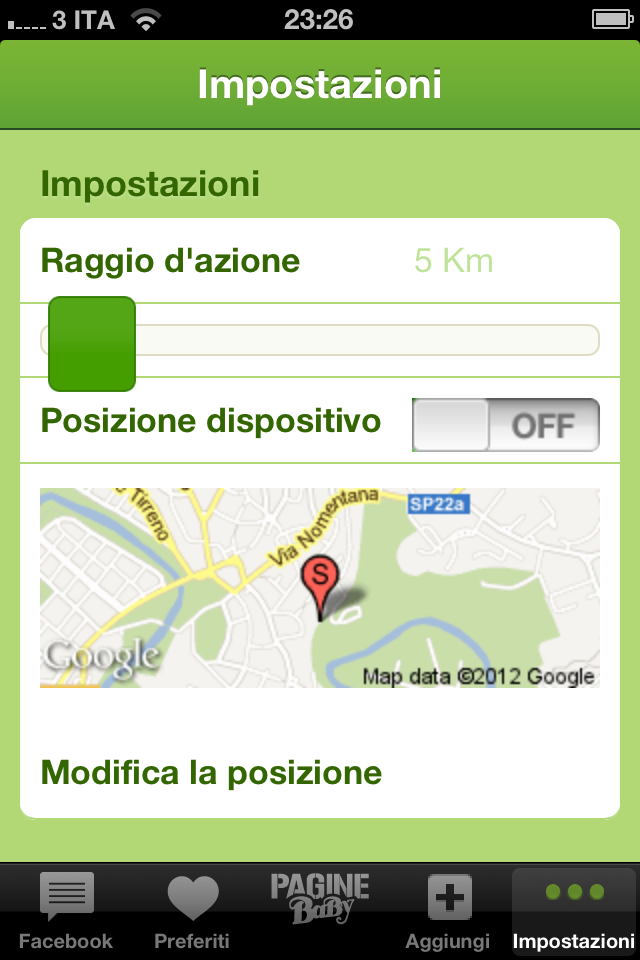 3 ITA 23:26
Impostazioni
Impostazioni
Raggio d'azione 5 Km
Posizione dispositivo OFF
Tirreno
Via Nomentana
SP22a
S
Google
Map data ©2012 Google
Modifica la posizione
PAGINE
BaBy
Facebook Preferiti Aggiungi Impostazioni